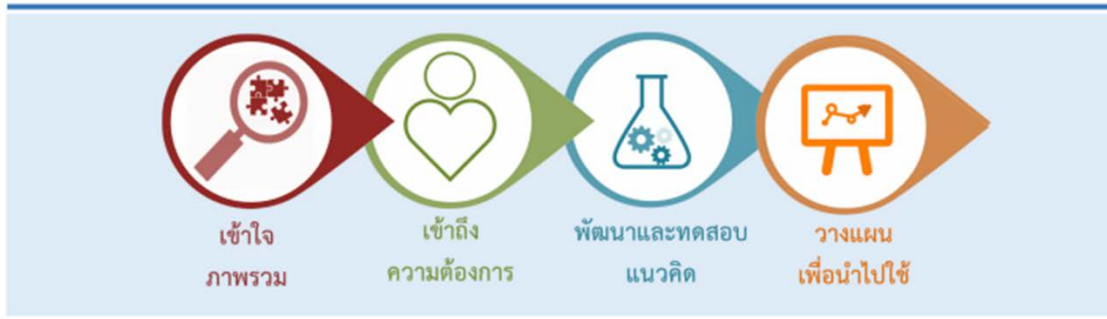 เข้าใจ
ภาพรวม
เข้าถึง
ความต้องการ
พัฒนาและทดสอบ
แนวคิด
วางแผน
เพื่อนำไปใช้